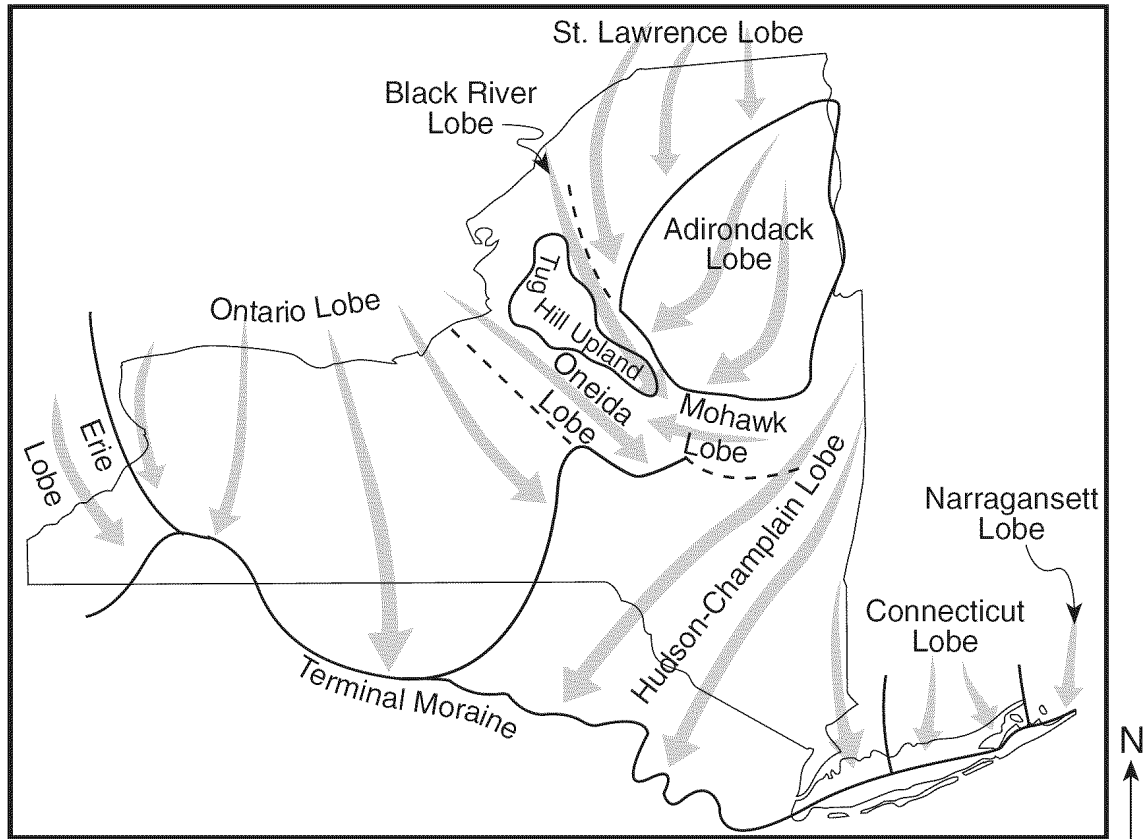 St. Lawrence Lobe
Black River
Lobe
Adirondack
Lobe
Tug
Hill Upland
Ontario Lobe
Oneida
Lobe
Mohawk
Lobe
Erie
Lobe
Hudson-Champlain Lobe
Narragansett
Lobe
Connecticut
Lobe
Terminal Moraine
N